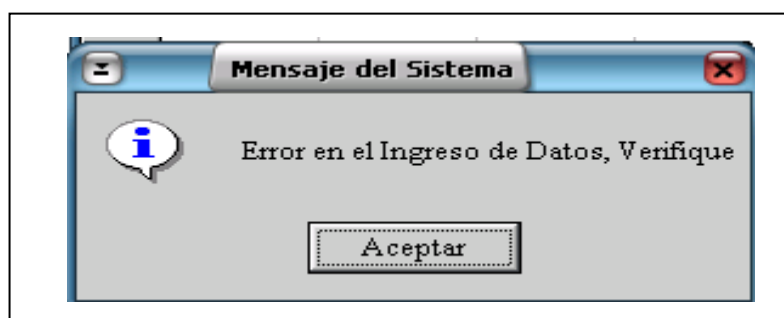 Mensaje del Sistema
Error en el Ingreso de Datos, Verifique
Aceptar